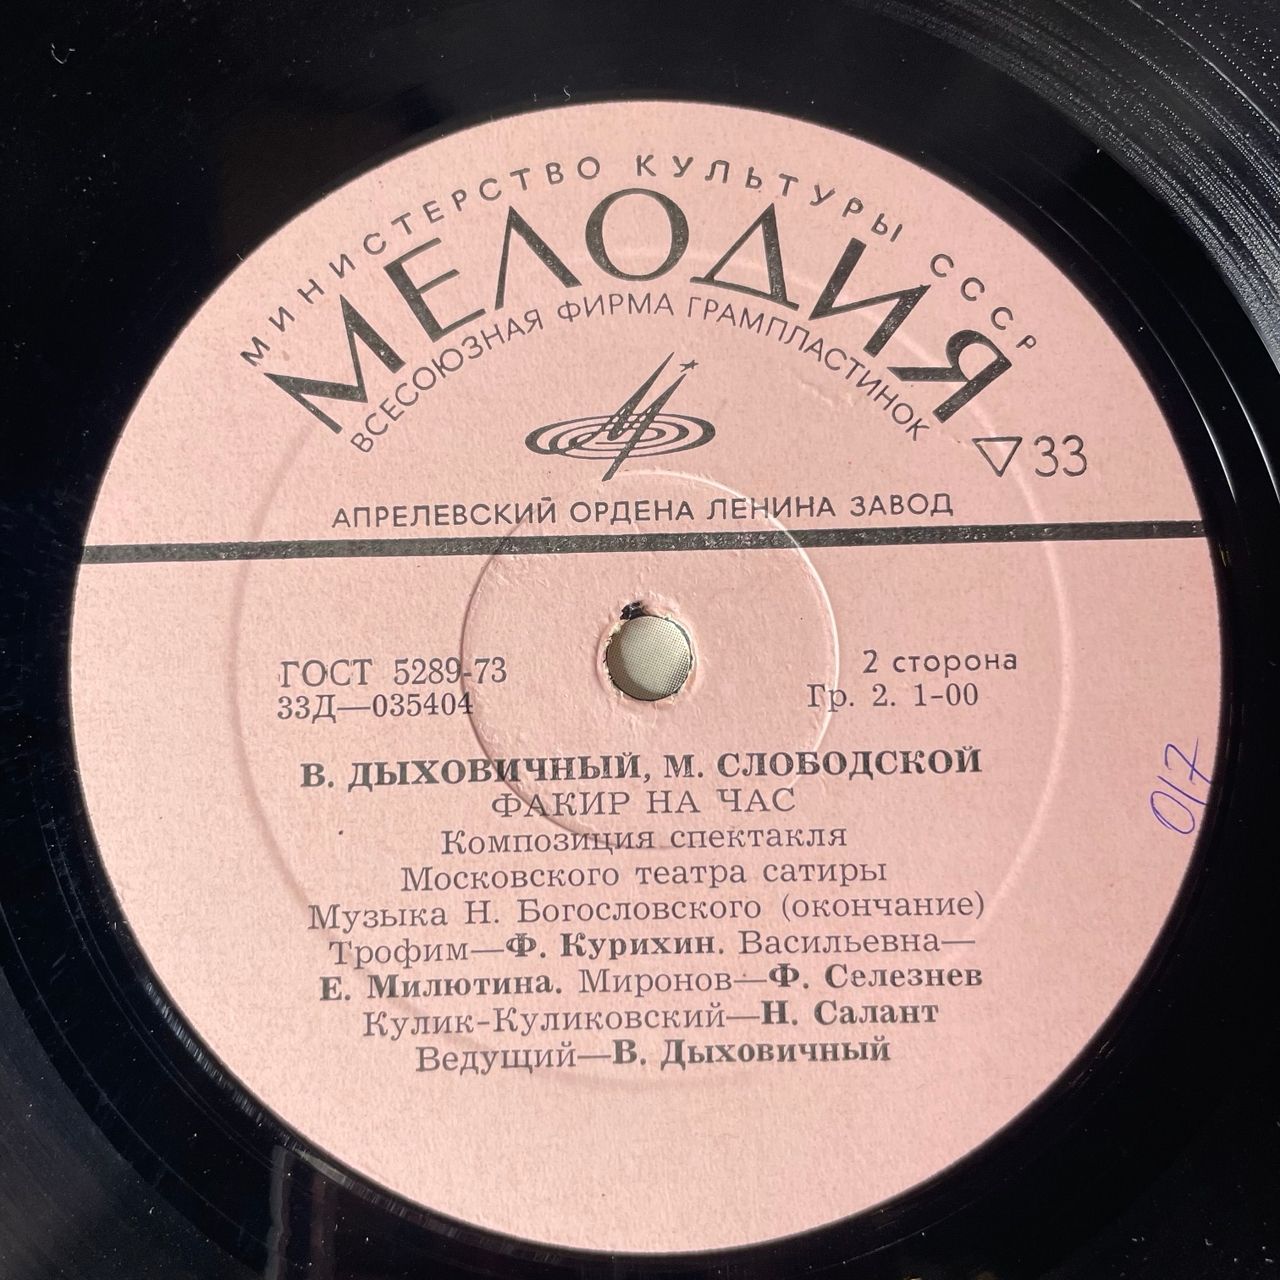 МИНИСТЕРСТВО КУЛЬТУРЫ СССР
МЕЛОДИЯ
ВСЕСОЮЗНАЯ ФИРМА ГРАМПЛАСТИНОК
33
АПРЕЛЕВСКИЙ ОРДЕНА ЛЕНИНА ЗАВОД
ГОСТ 5289-73
2 сторона
33Д—035404
Гр. 2. 1-00
В. ДЫХОВИЧНЫЙ, М. СЛОБОДСКОЙ
ФАКИР НА ЧАС
Композиция спектакля
Московского театра сатиры
Музыка Н. Богословского (окончание)
Трофим—Ф. Курихин. Васильевна—
Е. Милютина. Миронов—Ф. Селезнев
Кулик-Куликовский—Н. Салант
Ведущий—В. Дыховичный
017